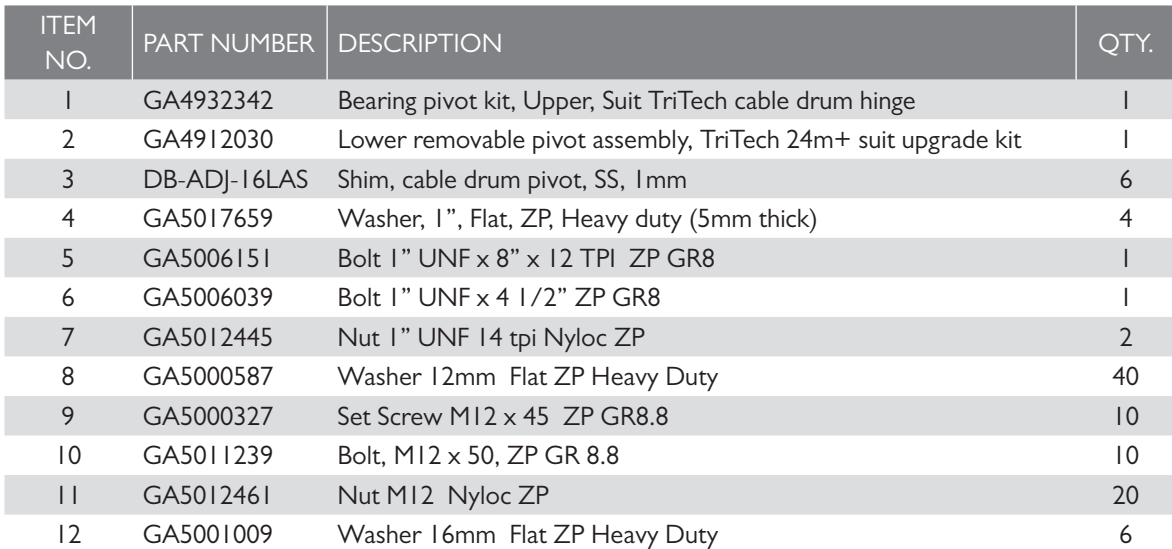 ITEM NO. PART NUMBER DESCRIPTION QTY.
1 GA4932342 Bearing pivot kit, Upper, Suit TriTech cable drum hinge 1
2 GA4912030 Lower removable pivot assembly, TriTech 24m+ suit upgrade kit 1
3 DB-ADJ-16LAS Shim, cable drum pivot, SS, 1mm 6
4 GA5017659 Washer, 1”, Flat, ZP, Heavy duty (5mm thick) 4
5 GA5006151 Bolt 1” UNF x 8” x 12 TPI ZP GR8 1
6 GA5006039 Bolt 1” UNF x 4 1/2” ZP GR8 1
7 GA5012445 Nut 1” UNF 14 tpi Nyloc ZP 2
8 GA5000587 Washer 12mm Flat ZP Heavy Duty 40
9 GA5000327 Set Screw M12 x 45 ZP GR8.8 10
10 GA5011239 Bolt, M12 x 50, ZP GR 8.8 10
11 GA5012461 Nut M12 Nyloc ZP 20
12 GA5001009 Washer 16mm Flat ZP Heavy Duty 6